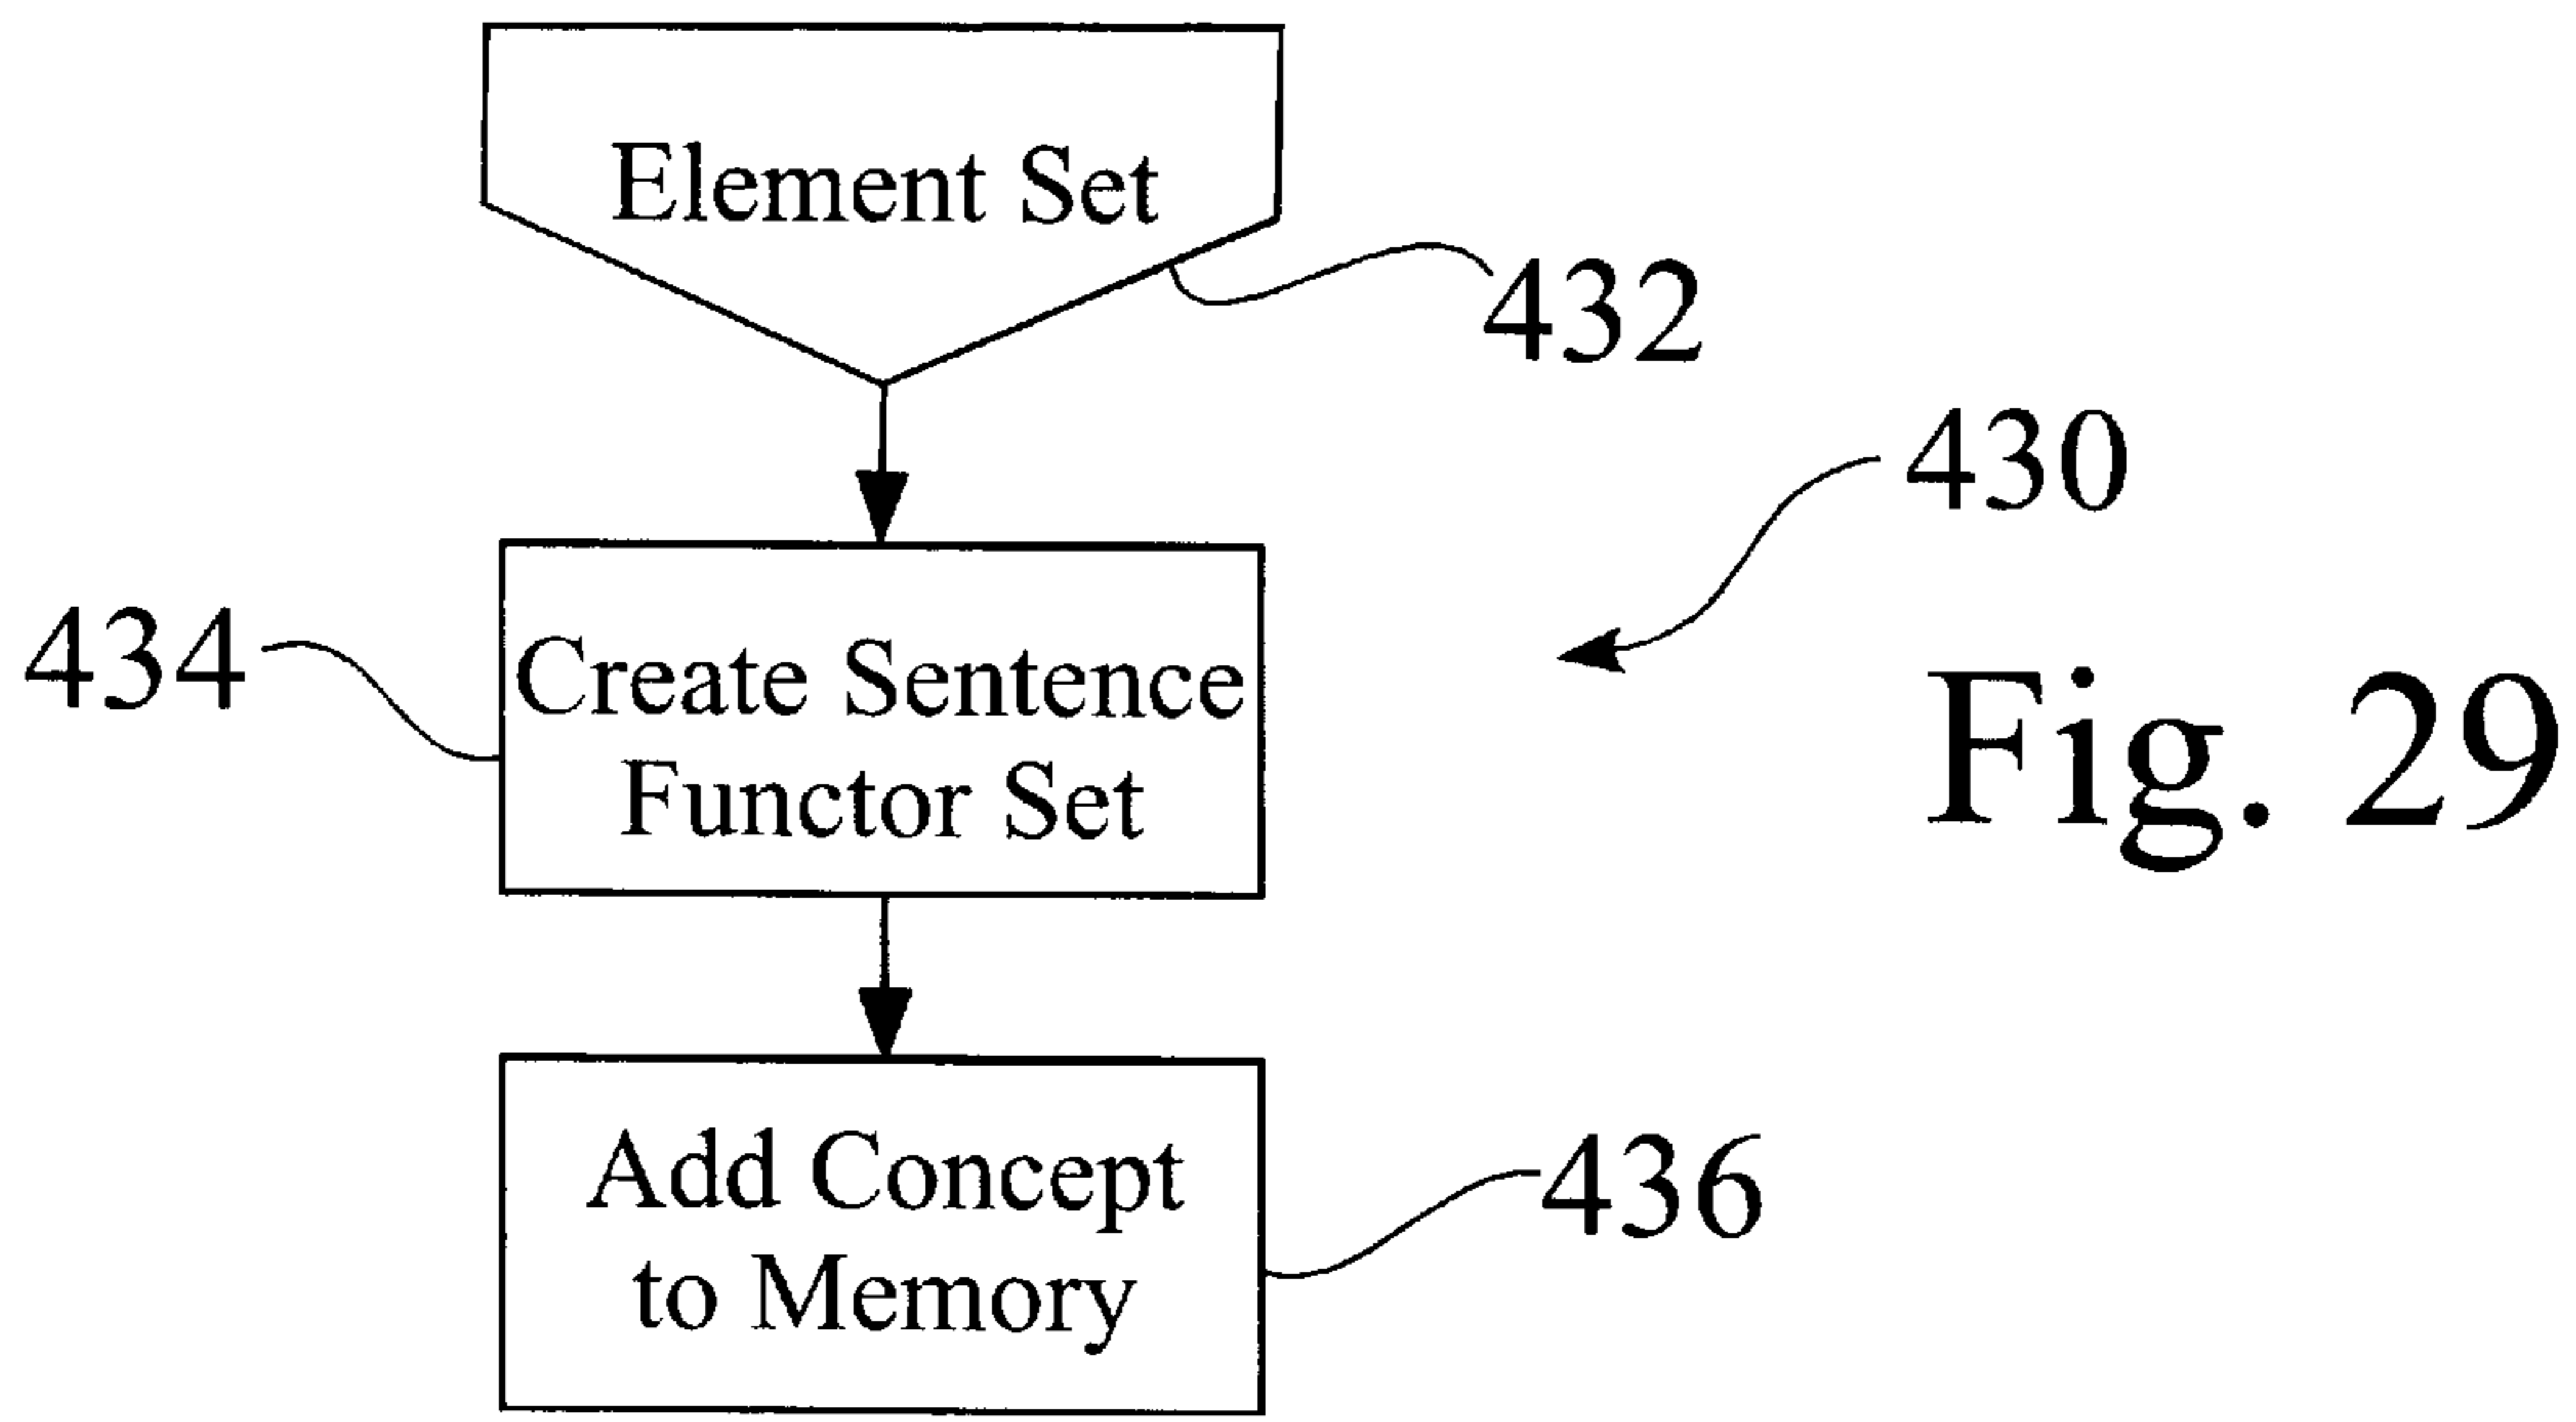 Element Set
432
430
434
Create Sentence
Functor Set
Fig. 29
Add Concept
to Memory
436